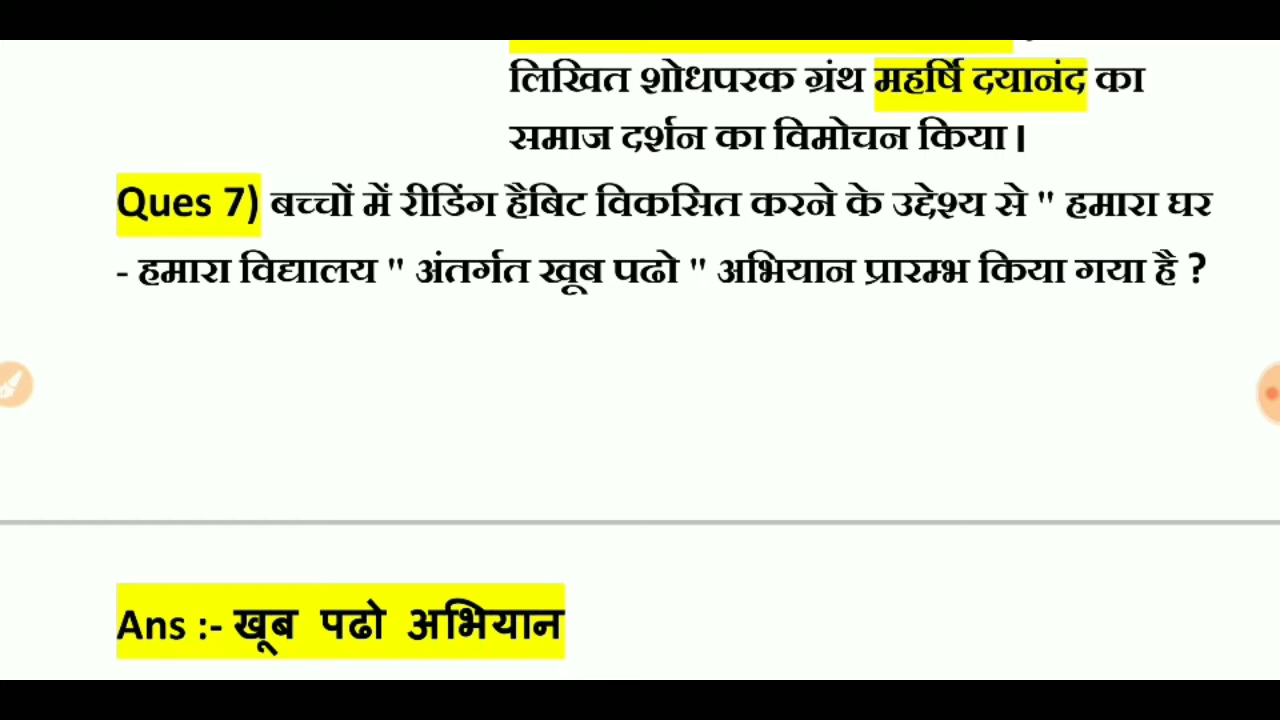 लिखित शोधपरक ग्रंथ महर्षि दयानंद का
समाज दर्शन का विमोचन किया ।
Ques 7) बच्चों में रीडिंग हैबिट विकसित करने के उद्देश्य से " हमारा घर
- हमारा विद्यालय " अंतर्गत खूब पढो " अभियान प्रारम्भ किया गया है ?
Ans :- खूब पढो अभियान